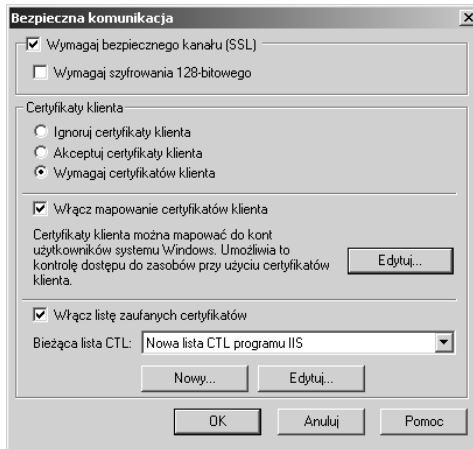 Bezpieczna komunikacja
Wymagaj bezpiecznego kanału (SSL)
Wymagaj szyfrowania 128-bitowego
Certyfikaty klienta
Ignoruj certyfikaty klienta
Akceptuj certyfikaty klienta
Wymagaj certyfikatów klienta
Włącz mapowanie certyfikatów klienta
Certyfikaty klienta można mapować do kont
użytkowników systemu Windows. Umożliwia to
kontrolę dostępu do zasobów przy użyciu certyfikatów
klienta.
Edytuj...
Włącz listę zaufanych certyfikatów
Bieżąca lista CTL: Nowa lista CTL programu IIS
Nowy... Edytuj...
OK Anuluj Pomoc